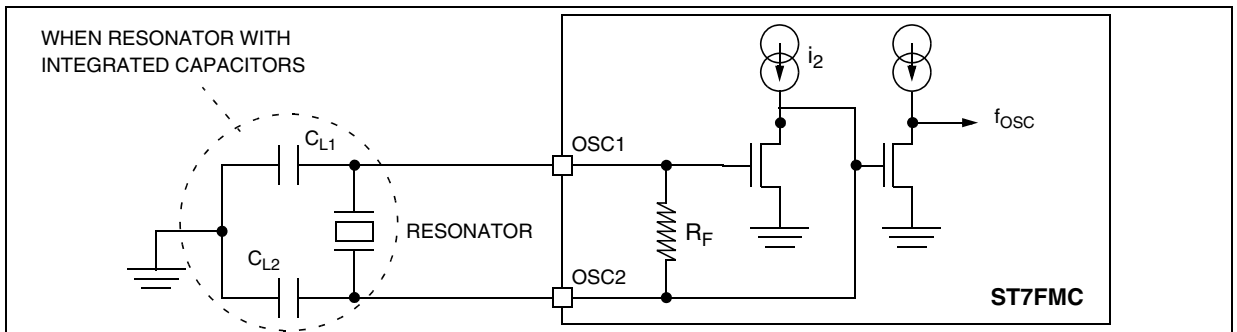 WHEN RESONATOR WITH
INTEGRATED CAPACITORS
i2
CL1
OSC1
fOSC
RESONATOR
RF
CL2
OSC2
ST7FMC